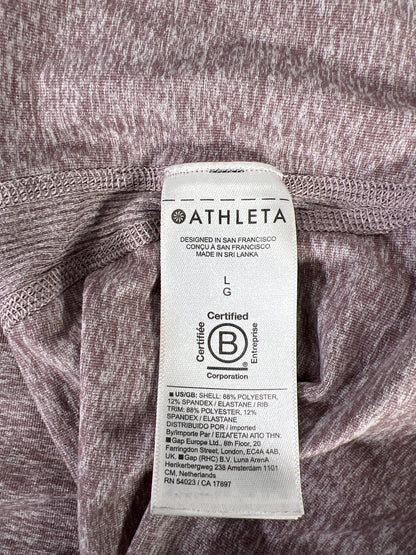 ATHLETA
DESIGNED IN SAN FRANCISCO
CONÇU À SAN FRANCISCO
MADE IN SRI LANKA
L
G
Certified
Certifiée
B
Entreprise
Corporation
■ US/GB: SHELL: 88% POLYESTER,
12% SPANDEX / ELASTANE / RIB
TRIM: 88% POLYESTER, 12%
SPANDEX / ELASTANE
DISTRIBUIDO POR / Imported
By/Importe Par / ΕΙΣΑΓΕΤΑΙ ΑΠΟ ΤΗΝ:
■ Gap Europe Ltd., 8th Floor, 20
Farringdon Street, London, EC4A 4AB,
UK. ■ Gap (RHC) B.V. Luna ArenA
Herikerbergweg 238 Amsterdam 1101
CM, Netherlands
RN 54023 / CA 17897